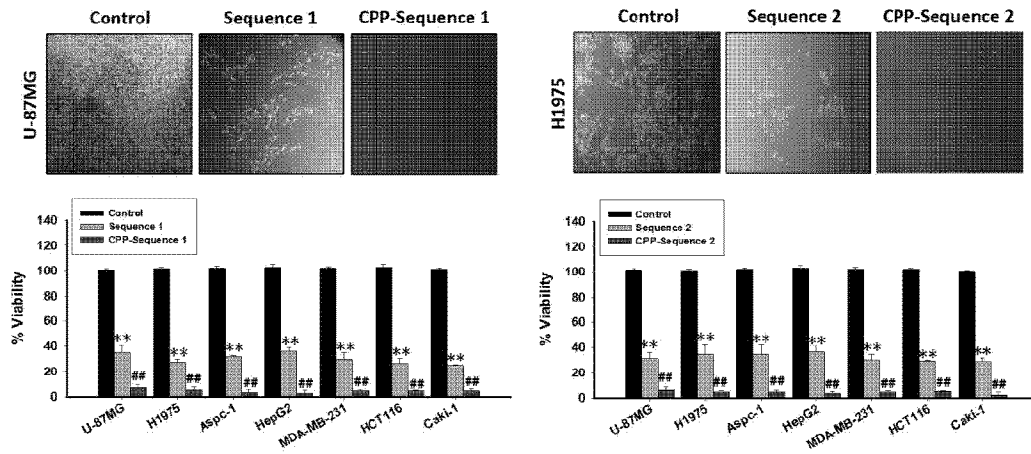 Control Sequence 1 CPP-Sequence 1
U-87MG
Control
Sequence 1
CPP-Sequence 1
% Viability
140
120
100
80
60
40
20
0
** ** ** ** ** ** **
## ## ## ## ## ## ##
U-87MG H1975 Aspc-1 HepG2 MDA-MB-231 HCT116 Caki-1
Control Sequence 2 CPP-Sequence 2
H1975
Control
Sequence 2
CPP-Sequence 2
% Viability
140
120
100
80
60
40
20
0
** ** ** ** ** ** **
## ## ## ## ## ## ##
U-87MG H1975 Aspc-1 HepG2 MDA-MB-231 HCT116 Caki-1